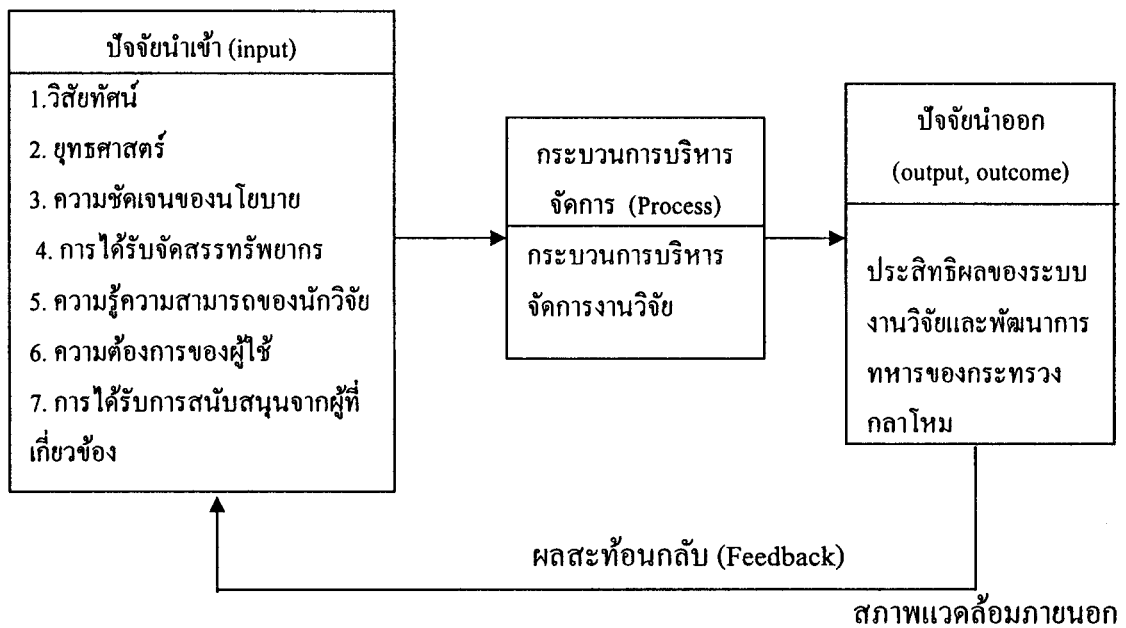 ปัจจัยนำเข้า (input)
1.วิสัยทัศน์
2. ยุทธศาสตร์
3. ความชัดเจนของนโยบาย
4. การได้รับจัดสรรทรัพยากร
5. ความรู้ความสามารถของนักวิจัย
6. ความต้องการของผู้ใช้
7. การได้รับการสนับสนุนจากผู้ที่
เกี่ยวข้อง
กระบวนการบริหาร
จัดการ (Process)
กระบวนการบริหาร
จัดการงานวิจัย
ปัจจัยนำออก
(output, outcome)
ประสิทธิผลของระบบ
งานวิจัยและพัฒนาการ
ทหารของกระทรวง
กลาโหม
ผลสะท้อนกลับ (Feedback)
สภาพแวดล้อมภายนอก